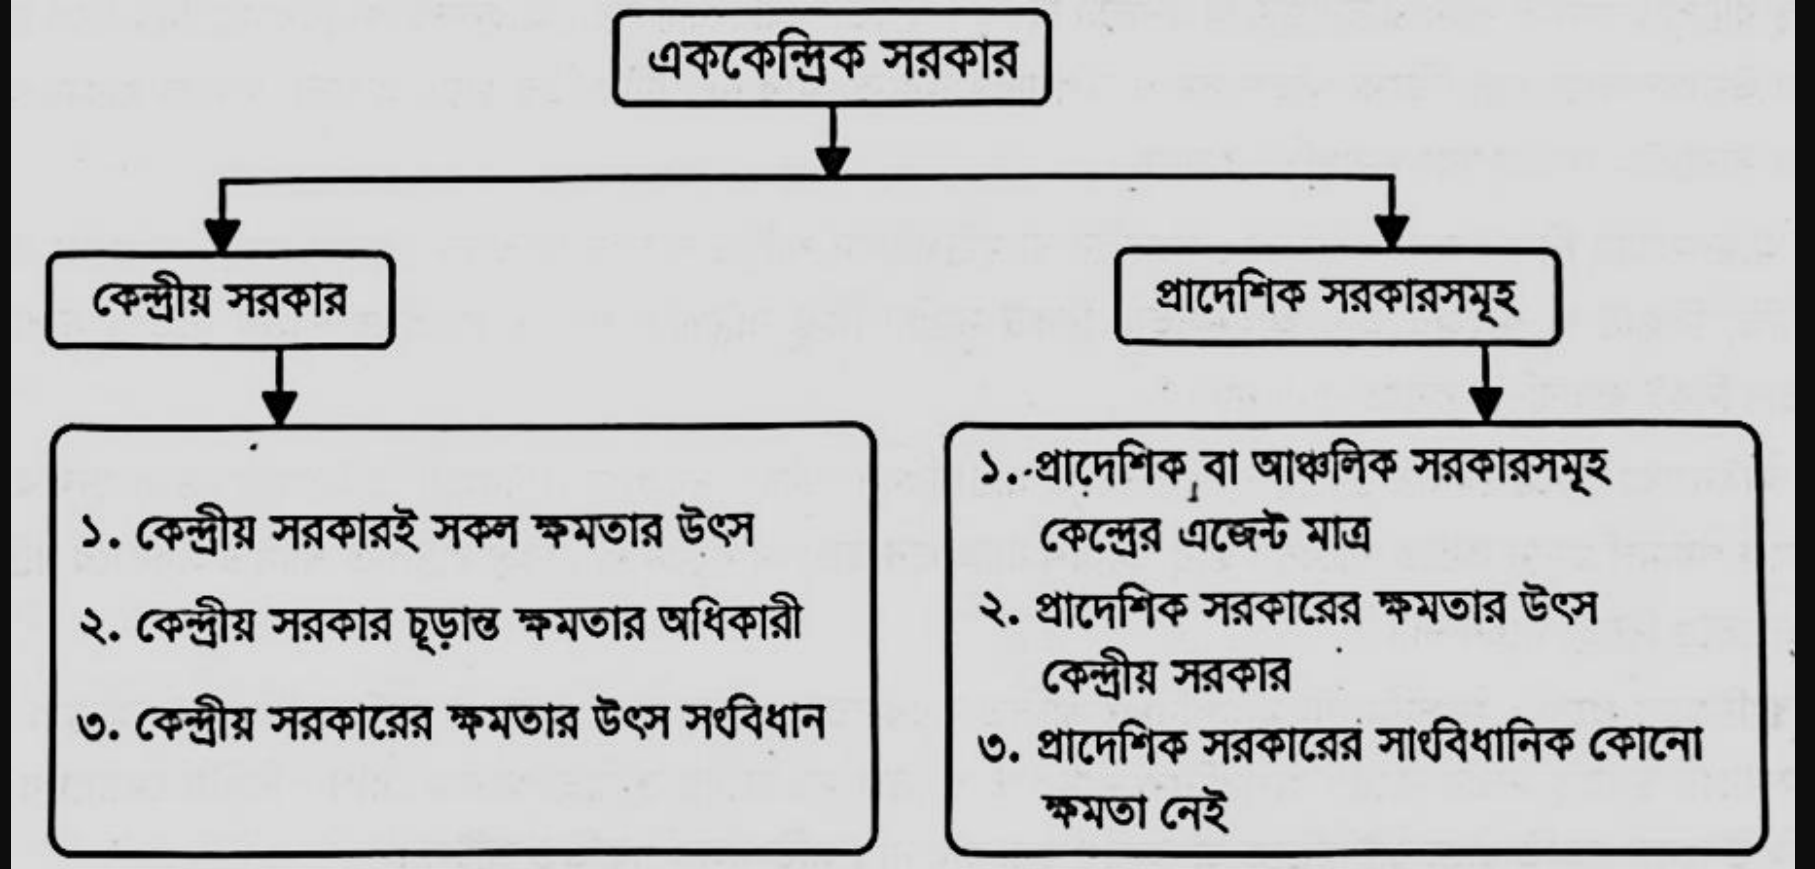 এককেন্দ্রিক সরকার
কেন্দ্রীয় সরকার
প্রাদেশিক সরকারসমূহ
১. কেন্দ্রীয় সরকারই সকল ক্ষমতার উৎস
২. কেন্দ্রীয় সরকার চূড়ান্ত ক্ষমতার অধিকারী
৩. কেন্দ্রীয় সরকারের ক্ষমতার উৎস সংবিধান
১. প্রাদেশিক বা আঞ্চলিক সরকারসমূহ
কেন্দ্রের এজেন্ট মাত্র
২. প্রাদেশিক সরকারের ক্ষমতার উৎস
কেন্দ্রীয় সরকার
৩. প্রাদেশিক সরকারের সাংবিধানিক কোনো
ক্ষমতা নেই